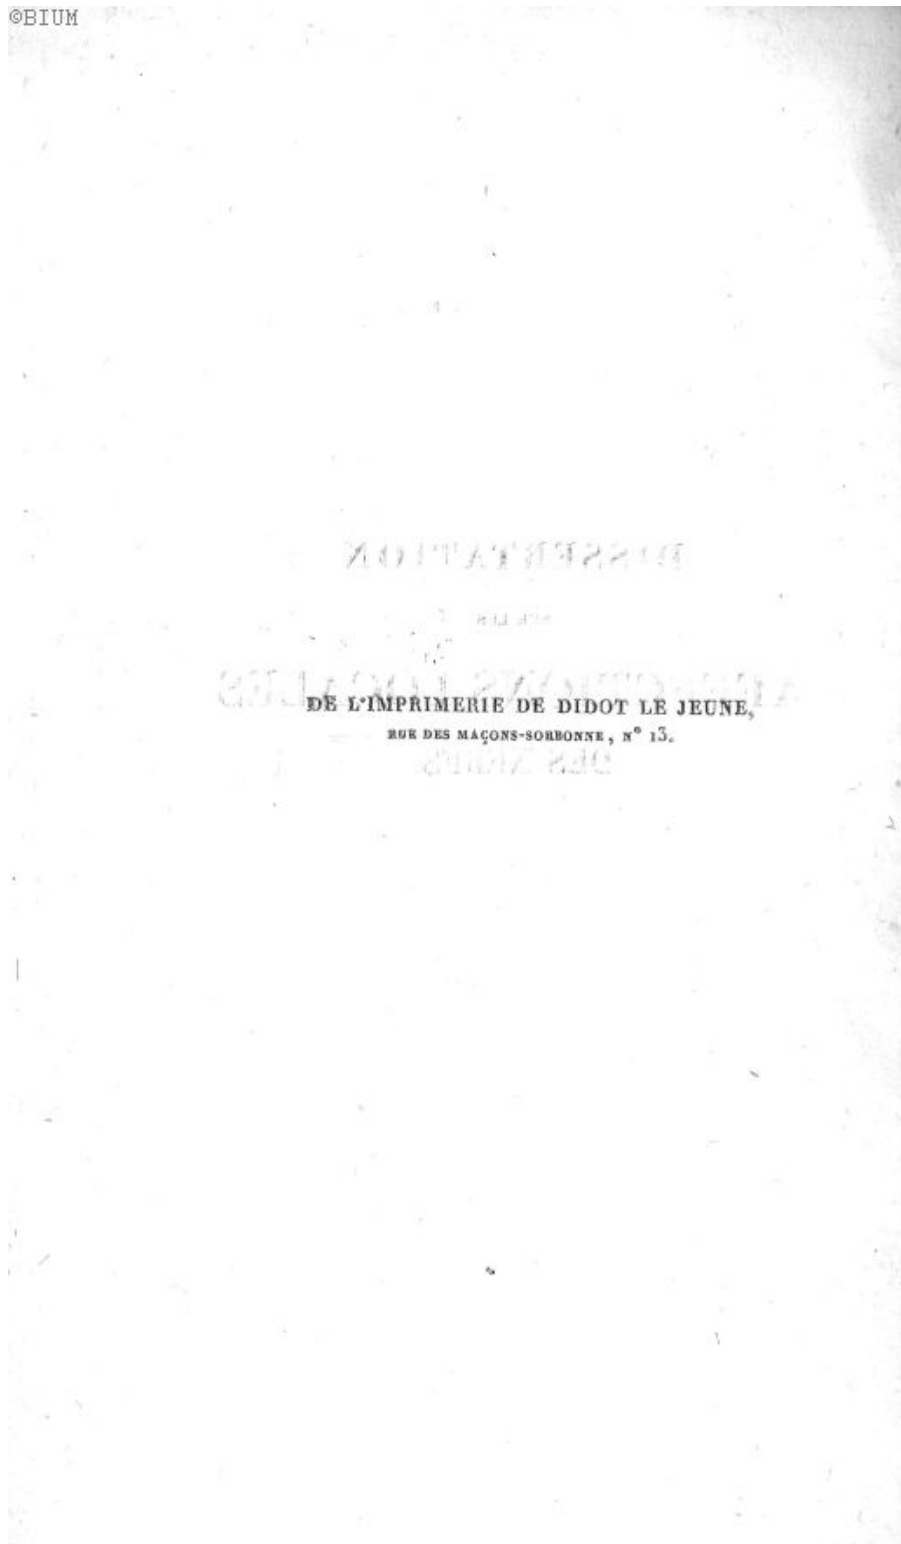 ©BIUM
DE L'IMPRIMERIE DE DIDOT LE JEUNE,
RUE DES MAÇONS-SORBONNE, N° 13.